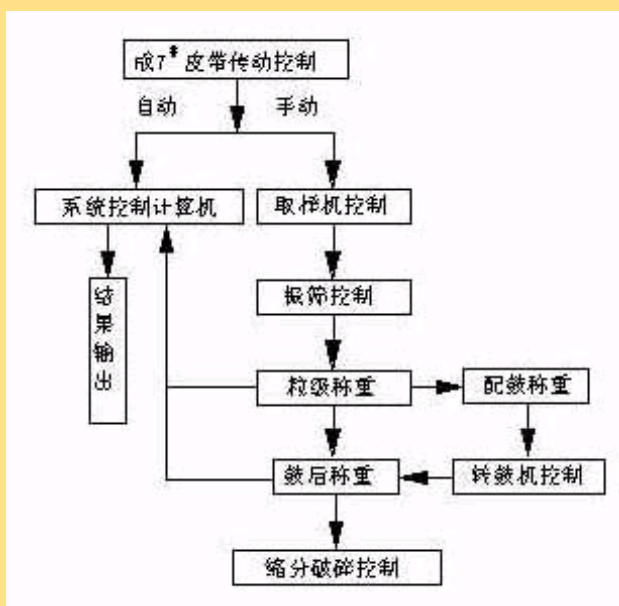 成7# 皮带传动控制
自动
手动
系统控制计算机
取样机控制
结果输出
振筛控制
粒级称重
配鼓称重
鼓后称重
转鼓机控制
缩分破碎控制